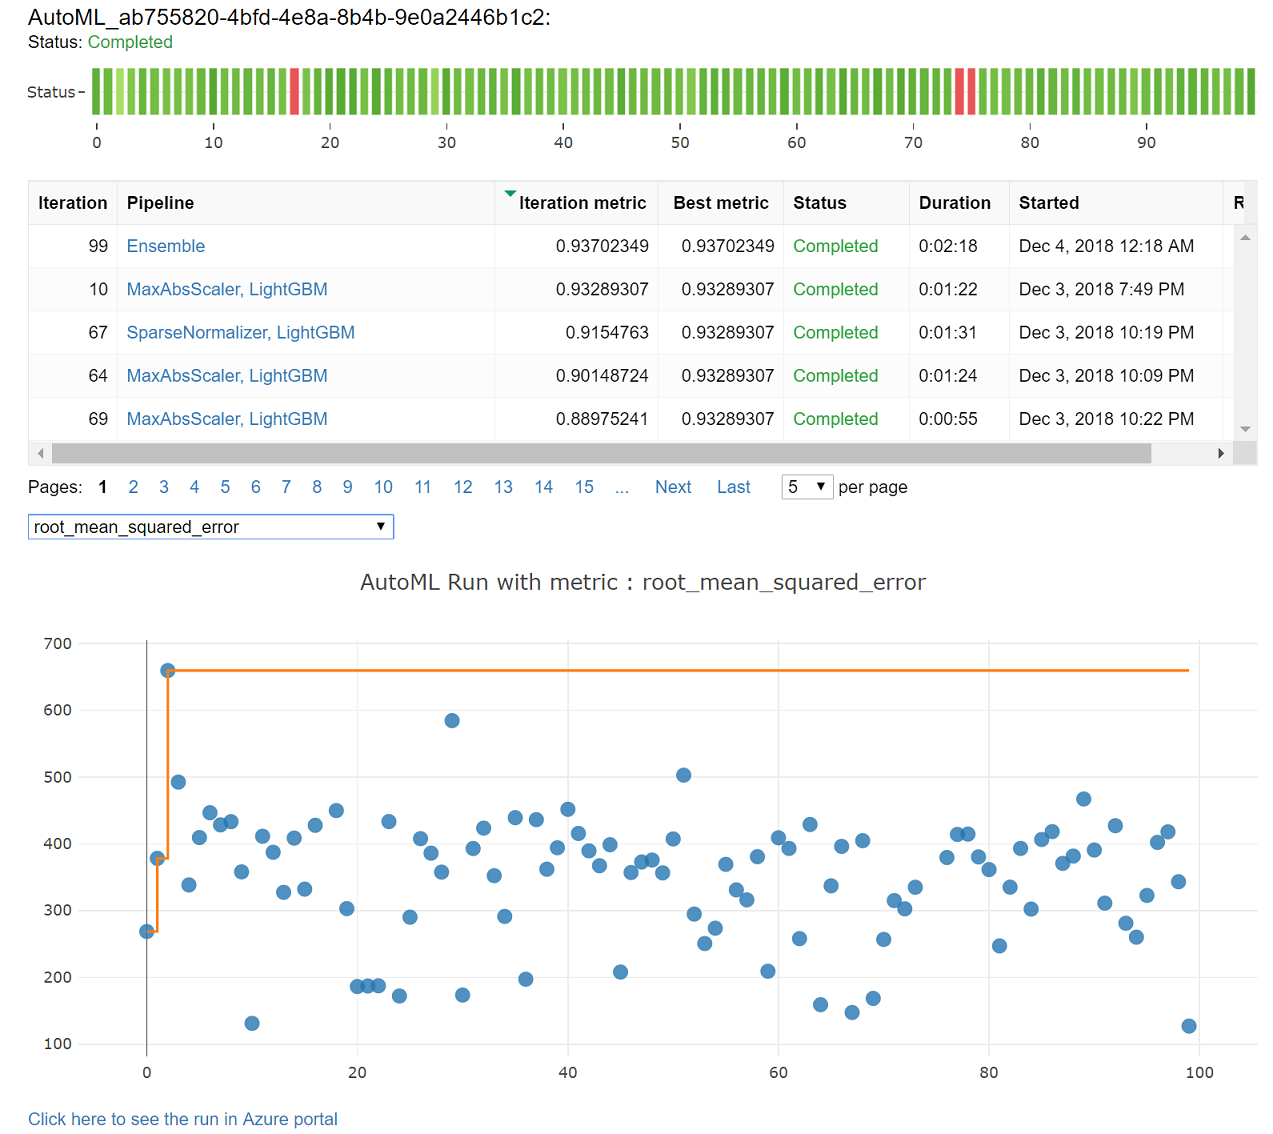 AutoML_ab755820-4bfd-4e8a-8b4b-9e0a2446b1c2:
Status: Completed
Status
0 10 20 30 40 50 60 70 80 90
Iteration Pipeline Iteration metric Best metric Status Duration Started R
99 Ensemble 0.93702349 0.93702349 Completed 0:02:18 Dec 4, 2018 12:18 AM
10 MaxAbsScaler, LightGBM 0.93289307 0.93289307 Completed 0:01:22 Dec 3, 2018 7:49 PM
67 SparseNormalizer, LightGBM 0.9154763 0.93289307 Completed 0:01:31 Dec 3, 2018 10:19 PM
64 MaxAbsScaler, LightGBM 0.90148724 0.93289307 Completed 0:01:24 Dec 3, 2018 10:09 PM
69 MaxAbsScaler, LightGBM 0.88975241 0.93289307 Completed 0:00:55 Dec 3, 2018 10:22 PM
Pages: 1 2 3 4 5 6 7 8 9 10 11 12 13 14 15 ... Next Last 5 per page
root_mean_squared_error
AutoML Run with metric : root_mean_squared_error
700
600
500
400
300
200
100
0 20 40 60 80 100
Click here to see the run in Azure portal